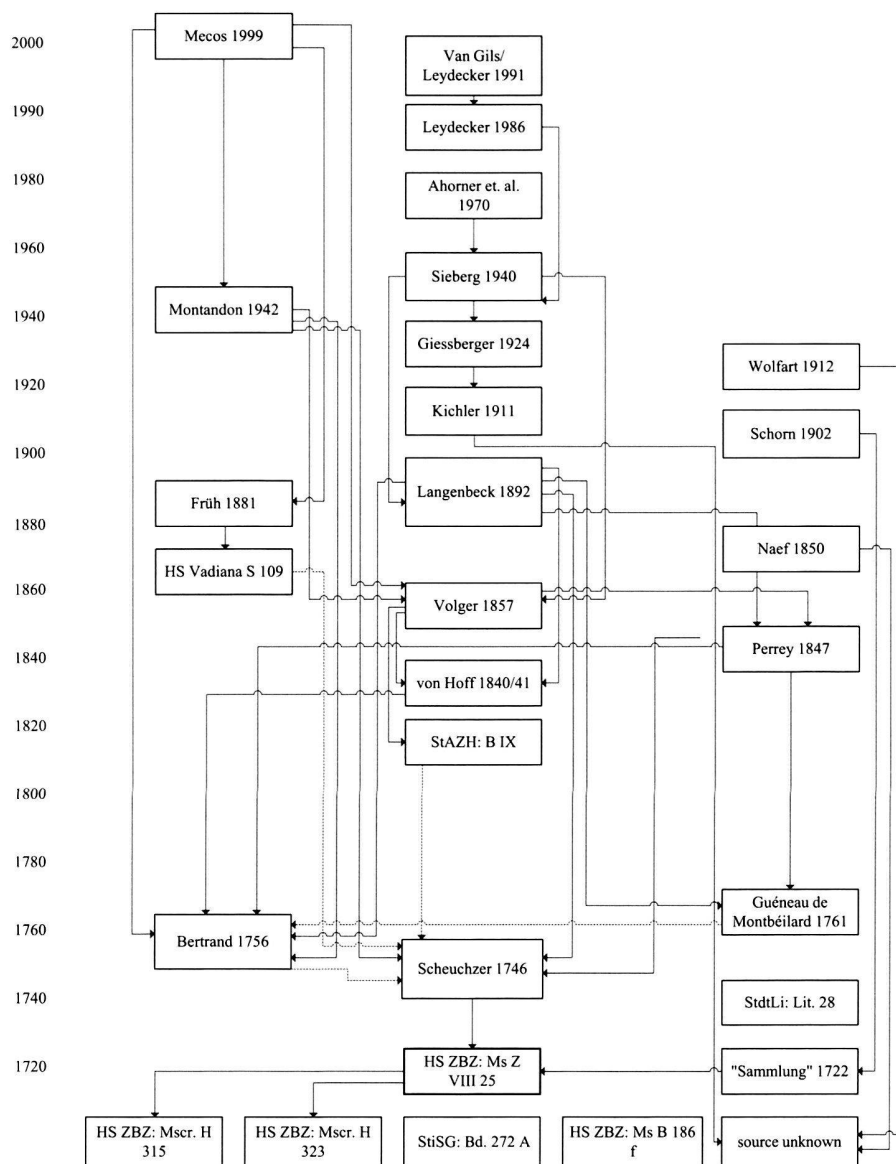 2000
Mecos 1999
Van Gils/
Leydecker 1991
1990
Leydecker 1986
1980
Ahorner et. al.
1970
1960
Sieberg 1940
1940
Montandon 1942
Giessberger 1924
Wolfart 1912
1920
Kichler 1911
Schorn 1902
1900
Langenbeck 1892
Früh 1881
1880
Naef 1850
HS Vadiana S 109
1860
Volger 1857
Perrey 1847
1840
von Hoff 1840/41
1820
StAZH: B IX
1800
1780
Guéneau de
Montbéilard 1761
1760
Bertrand 1756
Scheuchzer 1746
1740
StdtLi: Lit. 28
1720
HS ZBZ: Ms Z
VIII 25
"Sammlung" 1722
HS ZBZ: Mscr. H
315
HS ZBZ: Mscr. H
323
StiSG: Bd. 272 A
HS ZBZ: Ms B 186
f
source unknown